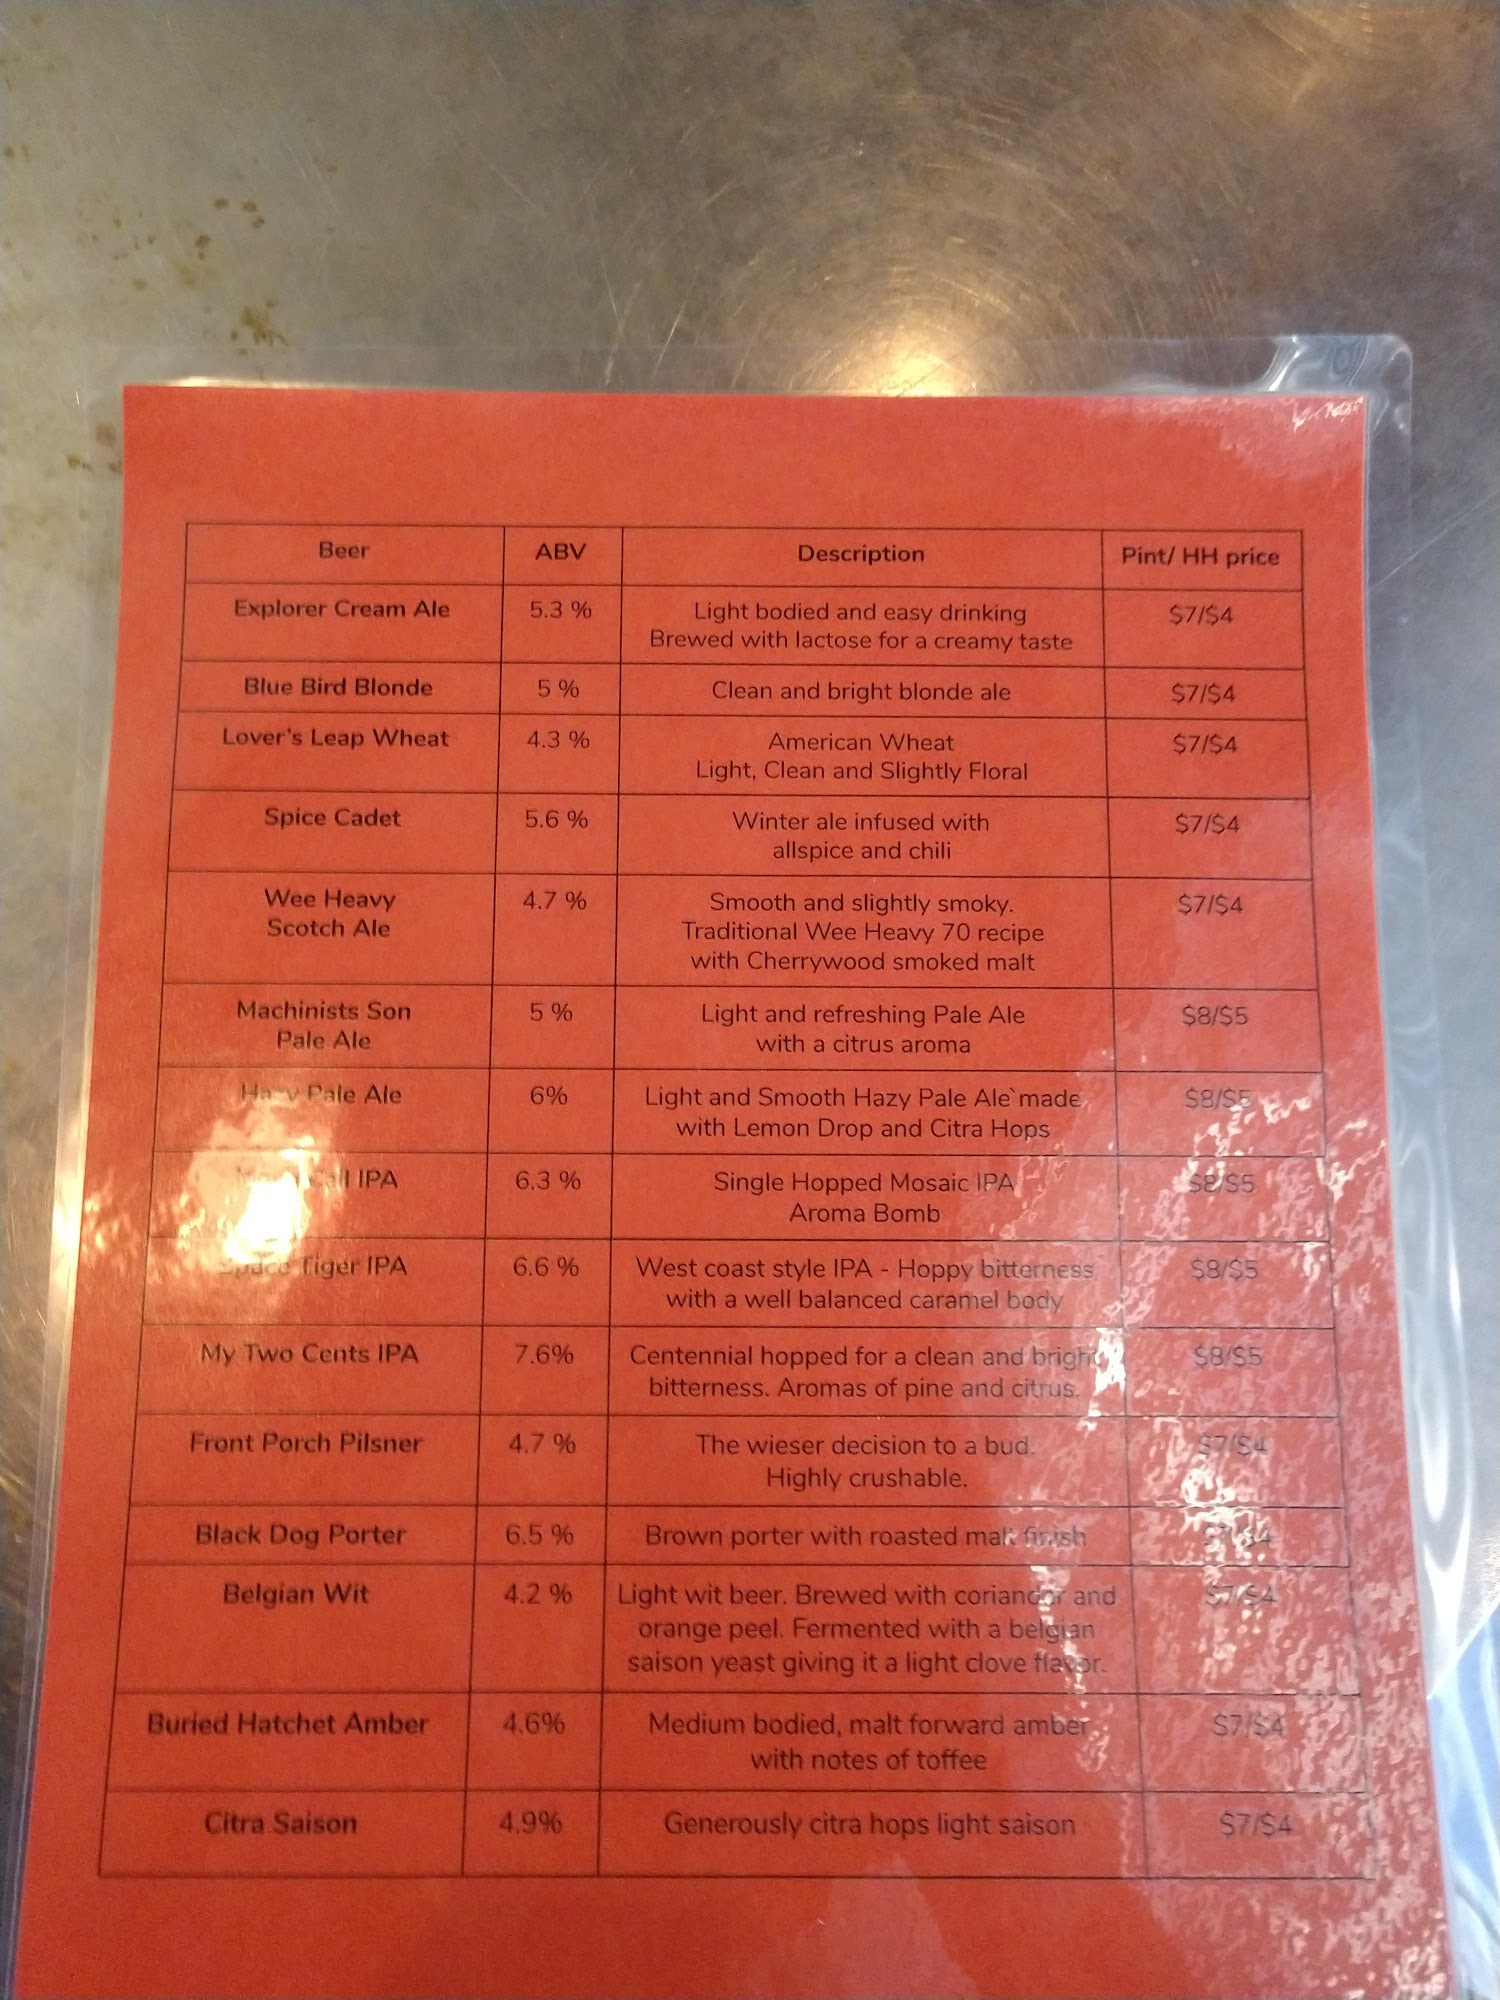 Beer ABV Description Pint/ HH price
Explorer Cream Ale 5.3 % Light bodied and easy drinking $7/$4
Brewed with lactose for a creamy taste
Blue Bird Blonde 5 % Clean and bright blonde ale $7/$4
Lover's Leap Wheat 4.3 % American Wheat $7/$4
Light, Clean and Slightly Floral
Spice Cadet 5.6 % Winter ale infused with $7/$4
allspice and chili
Wee Heavy 4.7 % Smooth and slightly smoky. $7/$4
Scotch Ale Traditional Wee Heavy 70 recipe
with Cherrywood smoked malt
Machinists Son 5 % Light and refreshing Pale Ale $8/$5
Pale Ale with a citrus aroma
Hazy Pale Ale 6% Light and Smooth Hazy Pale Ale`made $8/$5
with Lemon Drop and Citra Hops
IPA 6.3 % Single Hopped Mosaic IPA $8/$5
Aroma Bomb
Space Tiger IPA 6.6 % West coast style IPA - Hoppy bitterness $8/$5
with a well balanced caramel body
My Two Cents IPA 7.6% Centennial hopped for a clean and bright $8/$5
bitterness. Aromas of pine and citrus.
Front Porch Pilsner 4.7 % The wieser decision to a bud. $7/$4
Highly crushable.
Black Dog Porter 6.5 % Brown porter with roasted malt finish $7/$4
Belgian Wit 4.2 % Light wit beer. Brewed with coriander and $7/$4
orange peel. Fermented with a belgian
saison yeast giving it a light clove flavor.
Buried Hatchet Amber 4.6% Medium bodied, malt forward amber $7/$4
with notes of toffee
Citra Saison 4.9% Generously citra hops light saison $7/$4